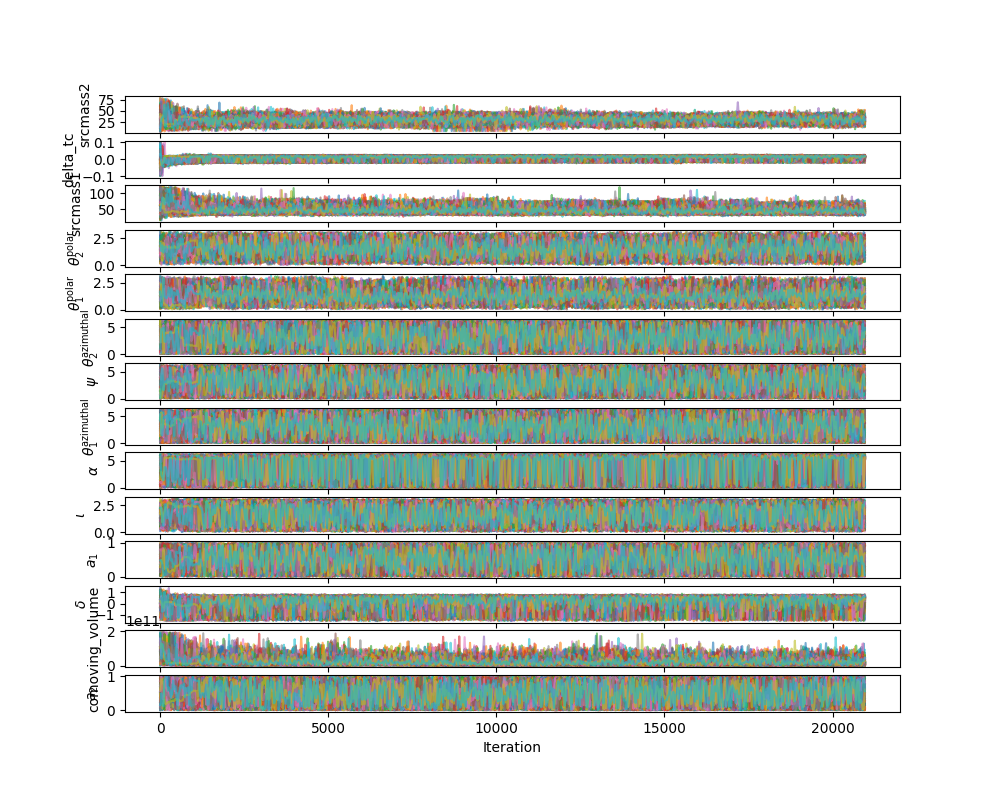 srcmass2
75
50
25
delta_tc
0.1
0.0
−0.1
srcmass1
100
50
θ₂^polar
2.5
0.0
θ₁^polar
2.5
0.0
θ₂^azimuthal
5
0
ψ
5
0
θ₁^azimuthal
5
0
α
5
0
ι
2.5
0.0
a₁
1
0
δ
1
0
−1
1e11
comoving_volume
2
0
a₂
1
0
0 5000 10000 15000 20000
Iteration